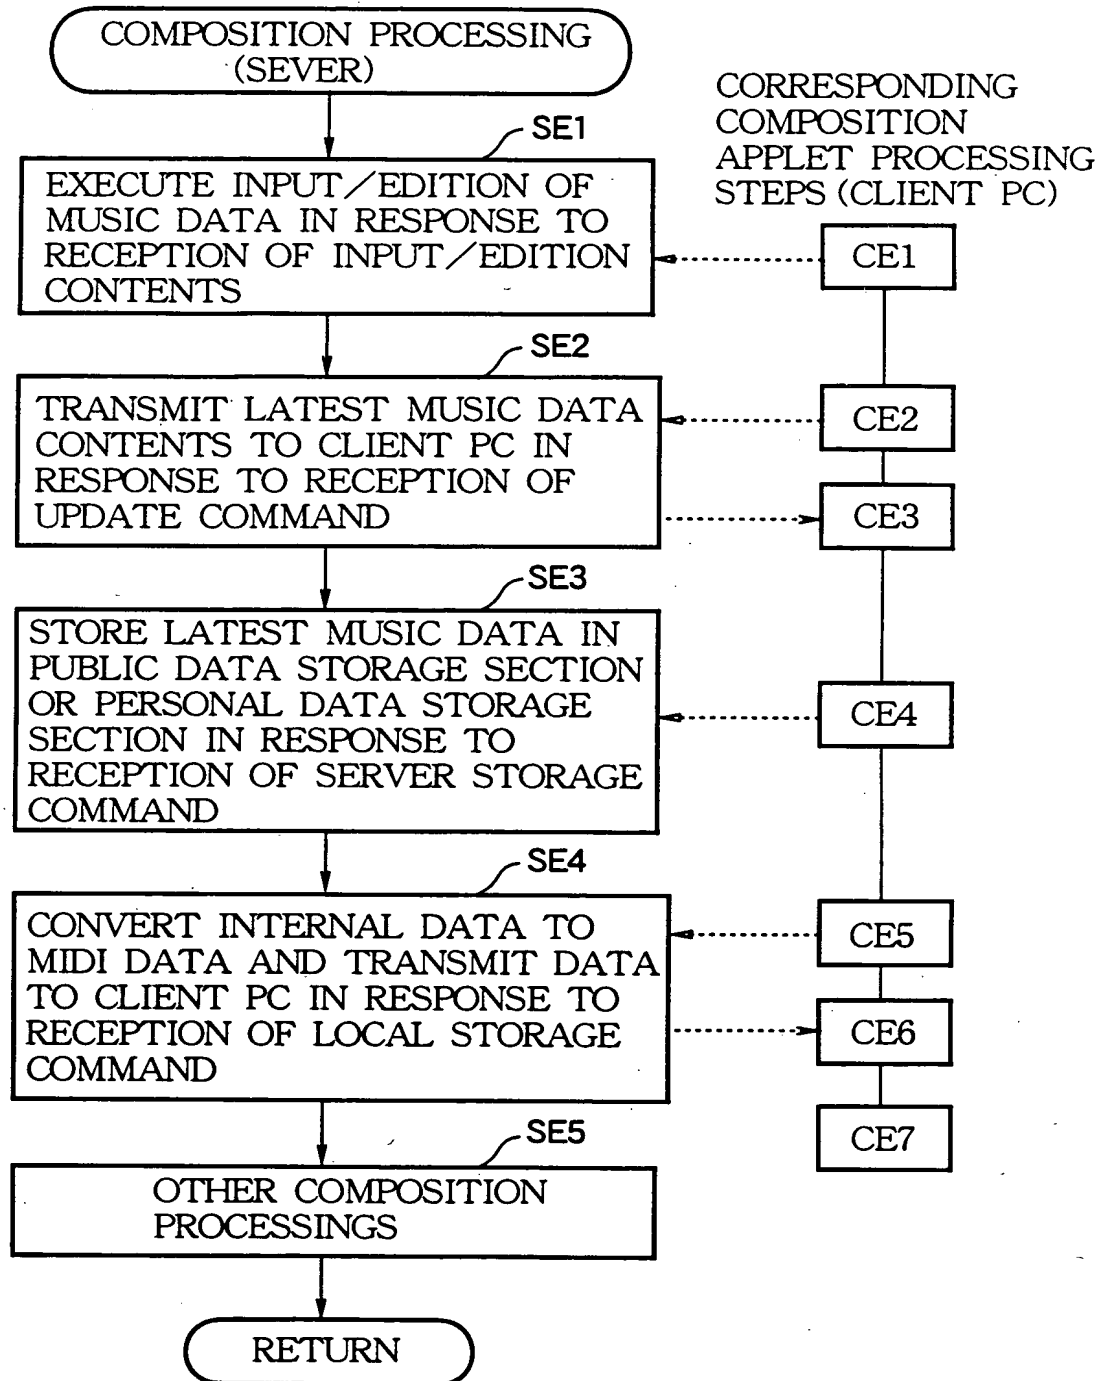 COMPOSITION PROCESSING
(SEVER)
CORRESPONDING
COMPOSITION
APPLET PROCESSING
STEPS (CLIENT PC)
SE1
EXECUTE INPUT/EDITION OF
MUSIC DATA IN RESPONSE TO
RECEPTION OF INPUT/EDITION
CONTENTS
CE1
SE2
TRANSMIT LATEST MUSIC DATA
CONTENTS TO CLIENT PC IN
RESPONSE TO RECEPTION OF
UPDATE COMMAND
CE2
CE3
SE3
STORE LATEST MUSIC DATA IN
PUBLIC DATA STORAGE SECTION
OR PERSONAL DATA STORAGE
SECTION IN RESPONSE TO
RECEPTION OF SERVER STORAGE
COMMAND
CE4
SE4
CONVERT INTERNAL DATA TO
MIDI DATA AND TRANSMIT DATA
TO CLIENT PC IN RESPONSE TO
RECEPTION OF LOCAL STORAGE
COMMAND
CE5
CE6
CE7
SE5
OTHER COMPOSITION
PROCESSINGS
RETURN